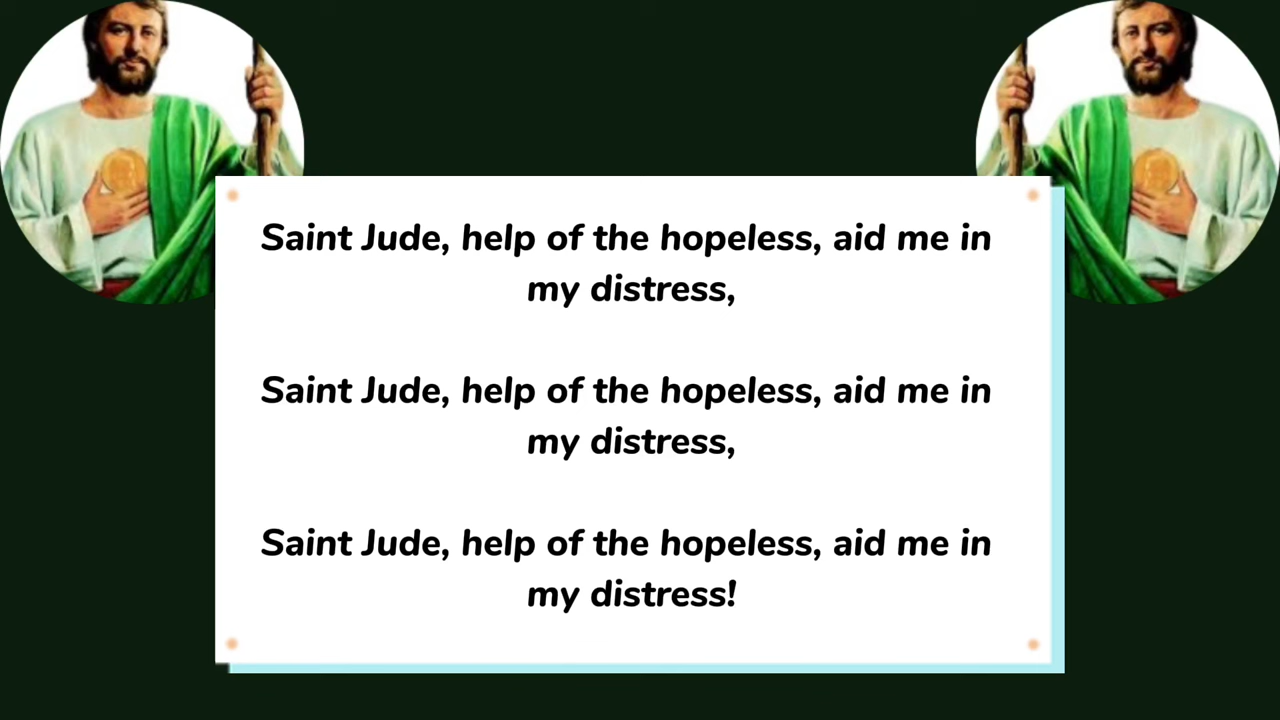 Saint Jude, help of the hopeless, aid me in
my distress,
Saint Jude, help of the hopeless, aid me in
my distress,
Saint Jude, help of the hopeless, aid me in
my distress!